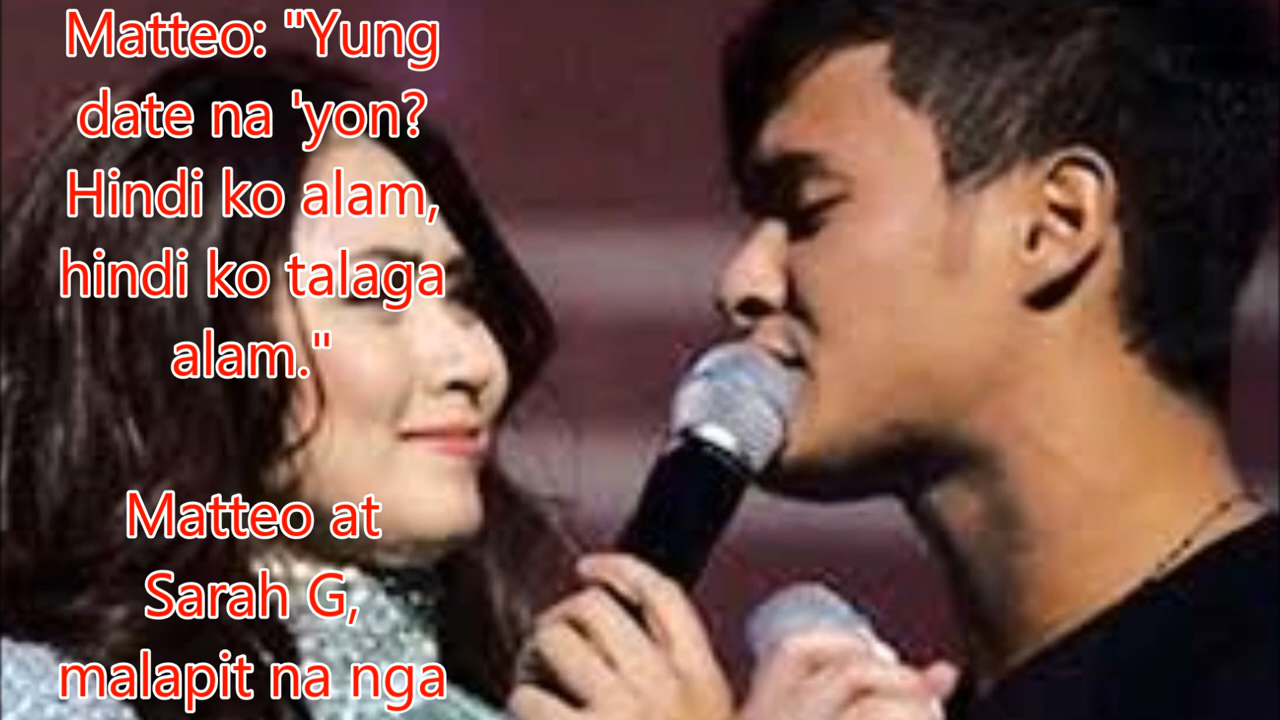 Matteo: "Yung
date na 'yon?
Hindi ko alam,
hindi ko talaga
alam."
Matteo at
Sarah G,
malapit na nga